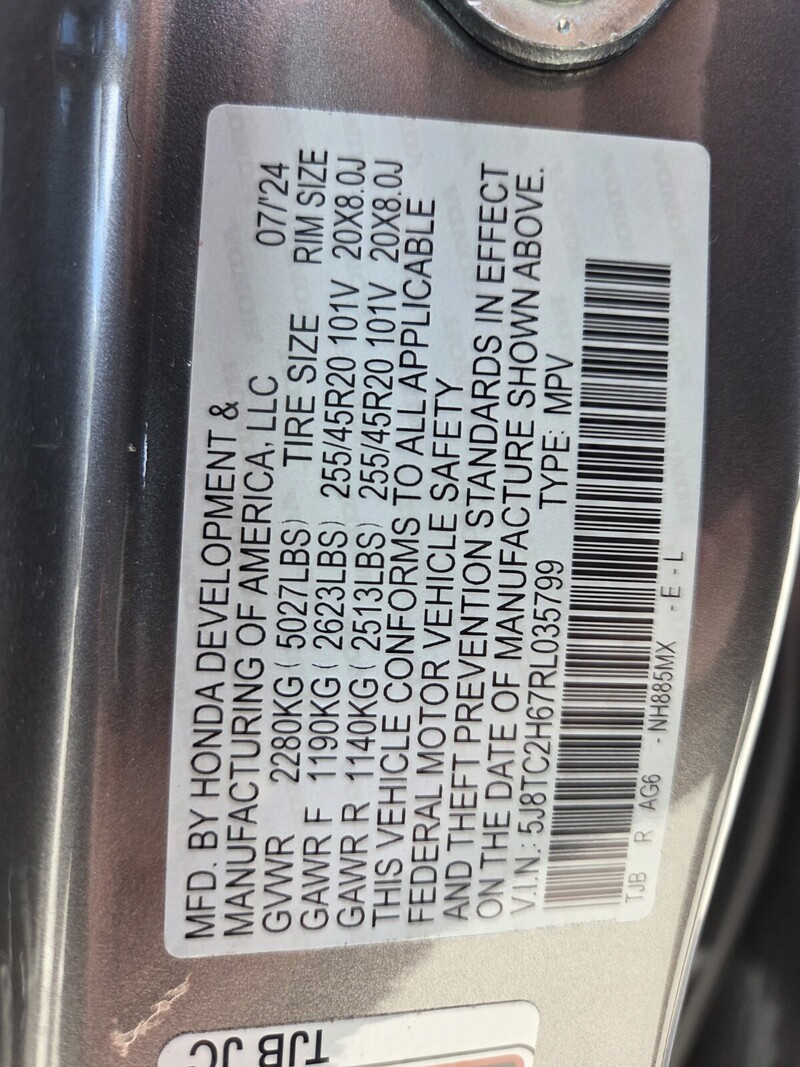 MFD. BY HONDA DEVELOPMENT &
MANUFACTURING OF AMERICA, LLC 07/'24
GVWR 2280KG ( 5027LBS) TIRE SIZE RIM SIZE
GAWR F 1190KG ( 2623LBS) 255/45R20 101V 20X8.0J
GAWR R 1140KG ( 2513LBS) 255/45R20 101V 20X8.0J
THIS VEHICLE CONFORMS TO ALL APPLICABLE
FEDERAL MOTOR VEHICLE SAFETY
AND THEFT PREVENTION STANDARDS IN EFFECT
ON THE DATE OF MANUFACTURE SHOWN ABOVE.
V.I.N.: 5J8TC2H67RL035799 TYPE: MPV
TJB R AG6 - NH885MX - E - L
TJB